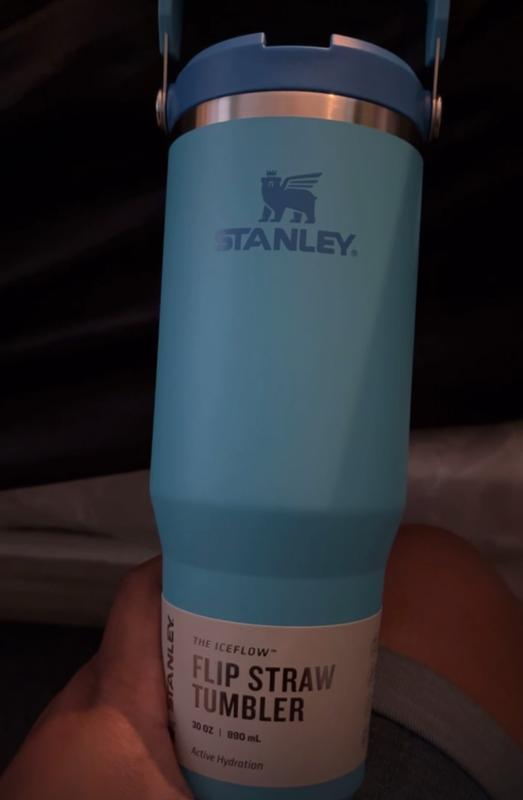 STANLEY®
STANLEY
THE ICEFLOW™
FLIP STRAW
TUMBLER
30 OZ | 890 mL
Active Hydration